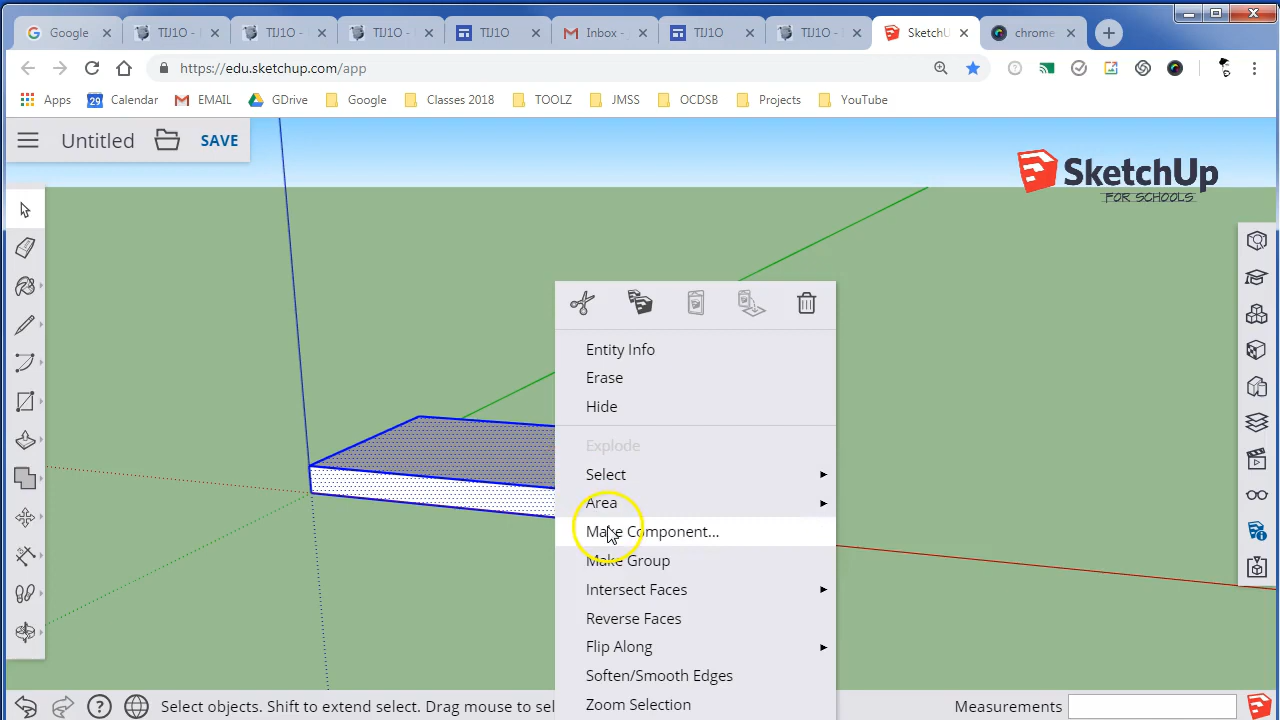 Google
TIJ1O -
TIJ1O -
TIJ1O -
TIJ1O
Inbox -
TIJ1O
TIJ1O -
SketchU
chrome
https://edu.sketchup.com/app
Apps
29
Calendar
EMAIL
GDrive
Google
Classes 2018
TOOLZ
JMSS
OCDSB
Projects
YouTube
Untitled
SAVE
SketchUp
FOR SCHOOLS
Entity Info
Erase
Hide
Explode
Select
Area
Make Component...
Make Group
Intersect Faces
Reverse Faces
Flip Along
Soften/Smooth Edges
Zoom Selection
Select objects. Shift to extend select. Drag mouse to sel
Measurements